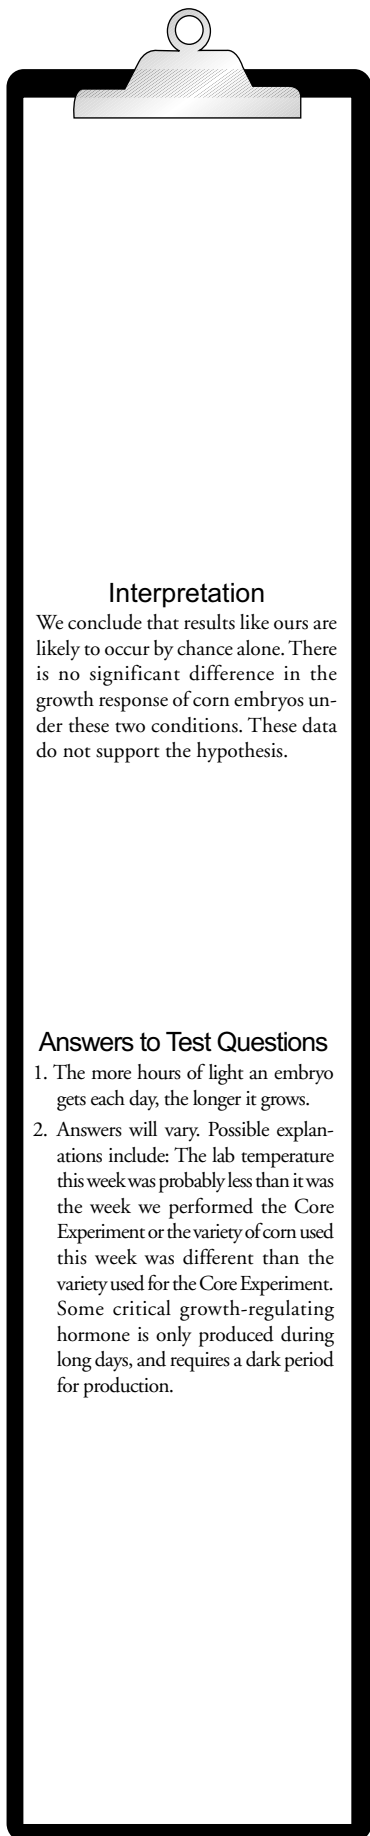 Interpretation
We conclude that results like ours are
likely to occur by chance alone. There
is no significant difference in the
growth response of corn embryos un-
der these two conditions. These data
do not support the hypothesis.
Answers to Test Questions
1. The more hours of light an embryo
gets each day, the longer it grows.
2. Answers will vary. Possible explan-
ations include: The lab temperature
this week was probably less than it was
the week we performed the Core
Experiment or the variety of corn used
this week was different than the
variety used for the Core Experiment.
Some critical growth-regulating
hormone is only produced during
long days, and requires a dark period
for production.